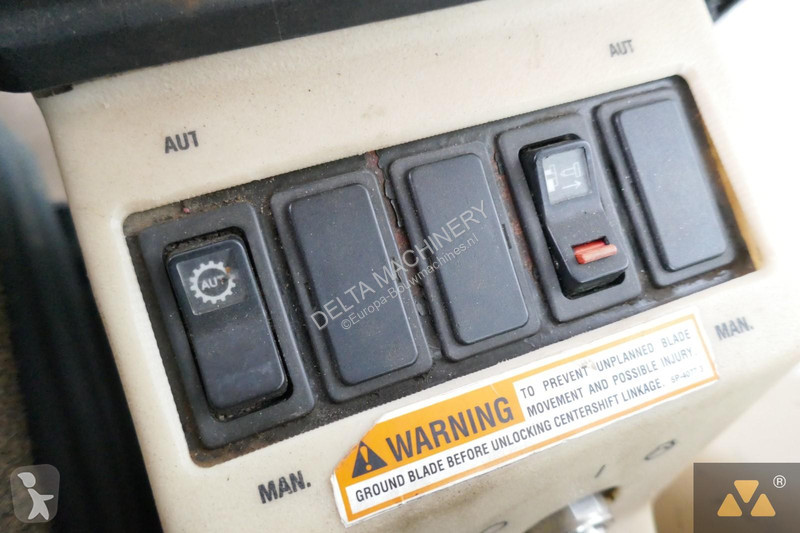 AUT
AUT
AUT
DELTA MACHINERY
©Europa-Bouwmachines.nl
MAN.
MAN.
WARNING
TO PREVENT UNPLANNED BLADE
MOVEMENT AND POSSIBLE INJURY
GROUND BLADE BEFORE UNLOCKING CENTERSHIFT LINKAGE.
®